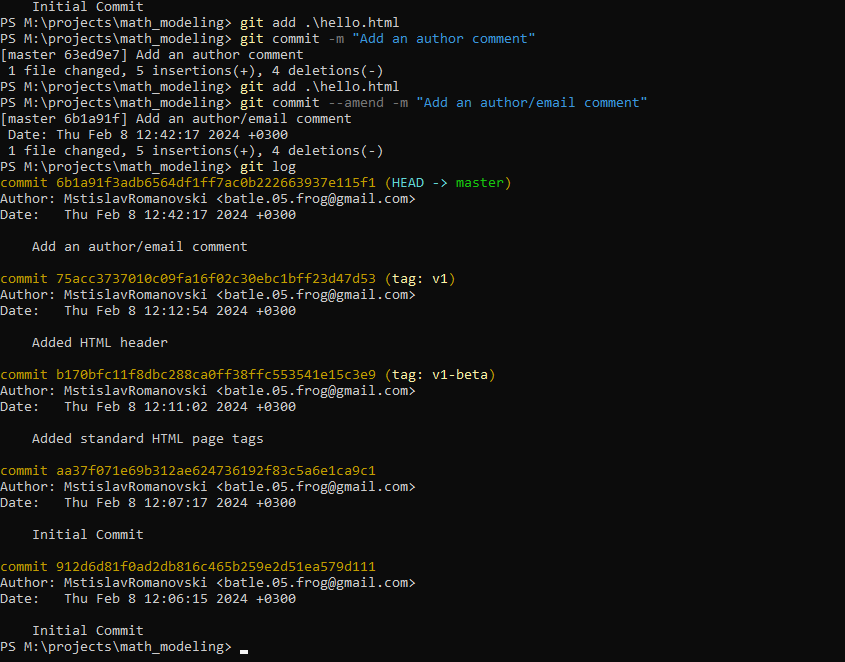 Initial Commit
PS M:\projects\math_modeling> git add .\hello.html
PS M:\projects\math_modeling> git commit -m "Add an author comment"
[master 63ed9e7] Add an author comment
1 file changed, 5 insertions(+), 4 deletions(-)
PS M:\projects\math_modeling> git add .\hello.html
PS M:\projects\math_modeling> git commit --amend -m "Add an author/email comment"
[master 6b1a91f] Add an author/email comment
Date: Thu Feb 8 12:42:17 2024 +0300
1 file changed, 5 insertions(+), 4 deletions(-)
PS M:\projects\math_modeling> git log
commit 6b1a91f3adb6564df1ff7ac0b222663937e115f1 (HEAD -> master)
Author: MstislavRomanovski <batle.05.frog@gmail.com>
Date:   Thu Feb 8 12:42:17 2024 +0300
Add an author/email comment
commit 75acc3737010c09fa16f02c30ebc1bff23d47d53 (tag: v1)
Author: MstislavRomanovski <batle.05.frog@gmail.com>
Date:   Thu Feb 8 12:12:54 2024 +0300
Added HTML header
commit b170bfc11f8dbc288ca0ff38ffc553541e15c3e9 (tag: v1-beta)
Author: MstislavRomanovski <batle.05.frog@gmail.com>
Date:   Thu Feb 8 12:11:02 2024 +0300
Added standard HTML page tags
commit aa37f071e69b312ae624736192f83c5a6e1ca9c1
Author: MstislavRomanovski <batle.05.frog@gmail.com>
Date:   Thu Feb 8 12:07:17 2024 +0300
Initial Commit
commit 912d6d81f0ad2db816c465b259e2d51ea579d111
Author: MstislavRomanovski <batle.05.frog@gmail.com>
Date:   Thu Feb 8 12:06:15 2024 +0300
Initial Commit
PS M:\projects\math_modeling>